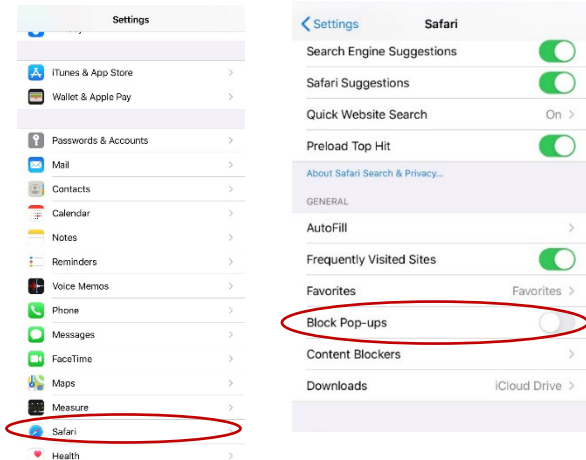 Settings
iTunes & App Store
Wallet & Apple Pay
Passwords & Accounts
Mail
Contacts
Calendar
Notes
Reminders
Voice Memos
Phone
Messages
FaceTime
Maps
Measure
Safari
Health
Settings Safari
Search Engine Suggestions
Safari Suggestions
Quick Website Search On
Preload Top Hit
About Safari Search & Privacy...
GENERAL
AutoFill
Frequently Visited Sites
Favorites Favorites
Block Pop-ups
Content Blockers
Downloads iCloud Drive